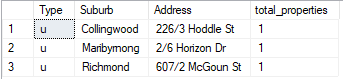 Type Suburb Address total_properties
1 u Collingwood 226/3 Hoddle St 1
2 u Maribyrnong 2/6 Horizon Dr 1
3 u Richmond 607/2 McGoun St 1